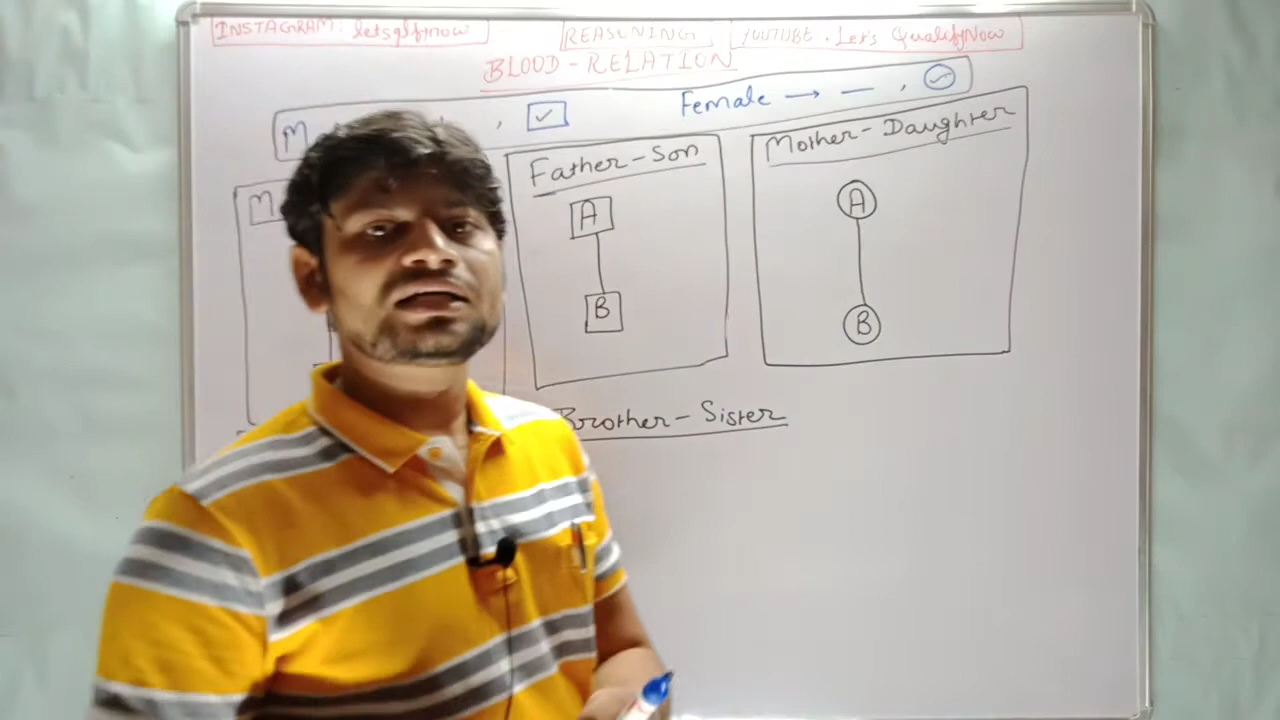 INSTAGRAM: letsqlfynow
REASONING
YOUTUBE. Let's QualifyNow
BLOOD-RELATION
M , ✓ Female → — ,
Father-Son
Mother-Daughter
M
A
A
B
B
Brother-Sister